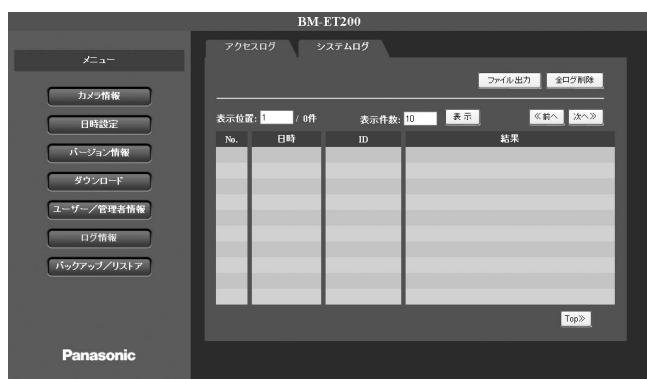 BM-ET200
メニュー
カメラ情報
日時設定
バージョン情報
ダウンロード
ユーザー／管理者情報
ログ情報
バックアップ／リストア
Panasonic
アクセスログ システムログ
ファイル出力 全ログ削除
表示位置: 1 / 0件 表示件数: 10 表示 ≪前へ 次へ≫
No. 日時 ID 結果
Top≫